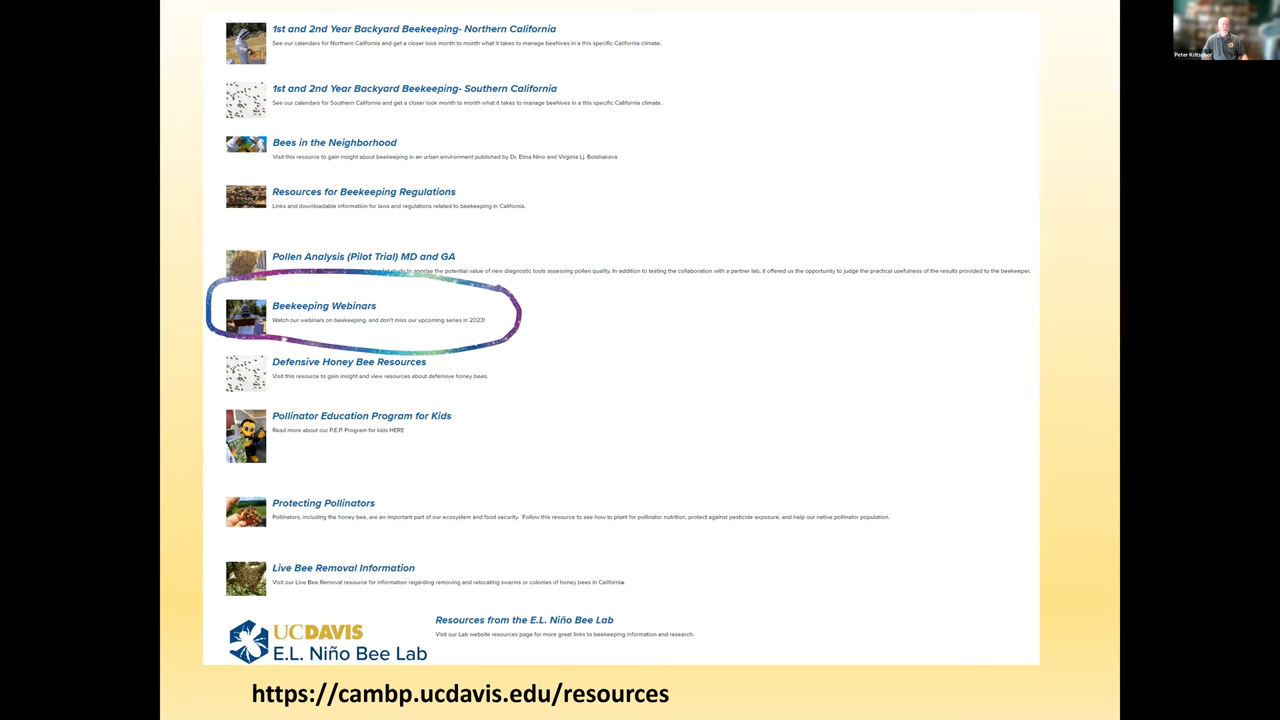 1st and 2nd Year Backyard Beekeeping- Northern California
See our calendars for Northern California and get a closer look month to month what it takes to manage beehives in a this specific California climate.
Peter Kritscher
1st and 2nd Year Backyard Beekeeping- Southern California
See our calendars for Southern California and get a closer look month to month what it takes to manage beehives in a this specific California climate.
Bees in the Neighborhood
Visit this resource to gain insight about beekeeping in an urban environment published by Dr. Elina Nino and Virginia Lj. Bolshakova
Resources for Beekeeping Regulations
Links and downloadable information for laws and regulations related to beekeeping in California.
Pollen Analysis (Pilot Trial) MD and GA
study to apprise the potential value of new diagnostic tools assessing pollen quality. In addition to testing the collaboration with a partner lab, it offered us the opportunity to judge the practical usefulness of the results provided to the beekeeper.
Beekeeping Webinars
Watch our webinars on beekeeping, and don't miss our upcoming series in 2023!
Defensive Honey Bee Resources
Visit this resource to gain insight and view resources about defensive honey bees.
Pollinator Education Program for Kids
Read more about our P.E.P. Program for kids HERE
Protecting Pollinators
Pollinators, including the honey bee, are an important part of our ecosystem and food security. Follow this resource to see how to plant for pollinator nutrition, protect against pesticide exposure, and help our native pollinator population.
Live Bee Removal Information
Visit our Live Bee Removal resource for information regarding removing and relocating swarms or colonies of honey bees in California.
Resources from the E.L. Niño Bee Lab
Visit our Lab website resources page for more great links to beekeeping information and research.
UCDAVIS
E.L. Niño Bee Lab
https://cambp.ucdavis.edu/resources